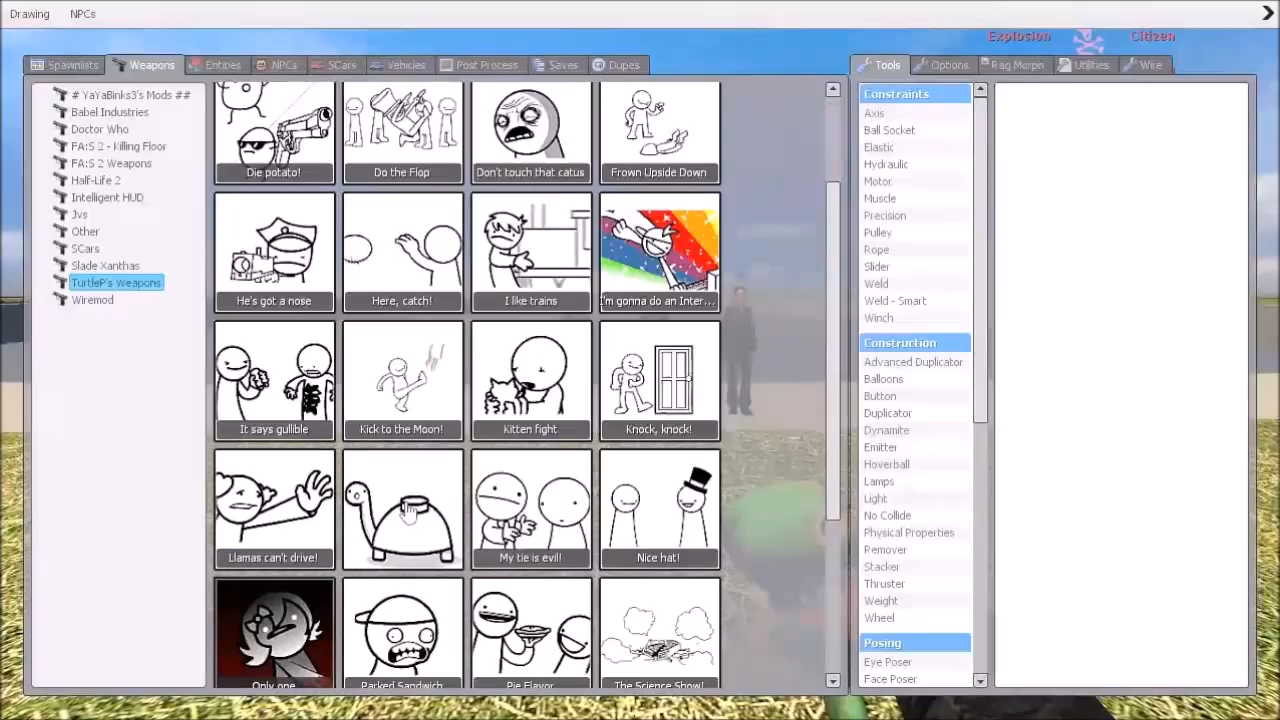 Drawing NPCs
Explosion Citizen
Spawnlists Weapons Entities NPCs SCars Vehicles Post Process Saves Dupes
Tools Options Rag Morph Utilities Wire
# YaYaBinks3's Mods ##
Babel Industries
Doctor Who
FA:S 2 - Killing Floor
FA:S 2 Weapons
Half-Life 2
Intelligent HUD
Jvs
Other
SCars
Slade Xanthas
TurtleP's Weapons
Wiremod
Die potato!
Do the Flop
Don't touch that catus
Frown Upside Down
He's got a nose
Here, catch!
I like trains
I'm gonna do an Inter...
It says gullible
Kick to the Moon!
Kitten fight
Knock, knock!
Llamas can't drive!
My tie is evil!
Nice hat!
Only one
Parked Sandwich
Pie Flavor
The Science Show!
Constraints
Axis
Ball Socket
Elastic
Hydraulic
Motor
Muscle
Precision
Pulley
Rope
Slider
Weld
Weld - Smart
Winch
Construction
Advanced Duplicator
Balloons
Button
Duplicator
Dynamite
Emitter
Hoverball
Lamps
Light
No Collide
Physical Properties
Remover
Stacker
Thruster
Weight
Wheel
Posing
Eye Poser
Face Poser